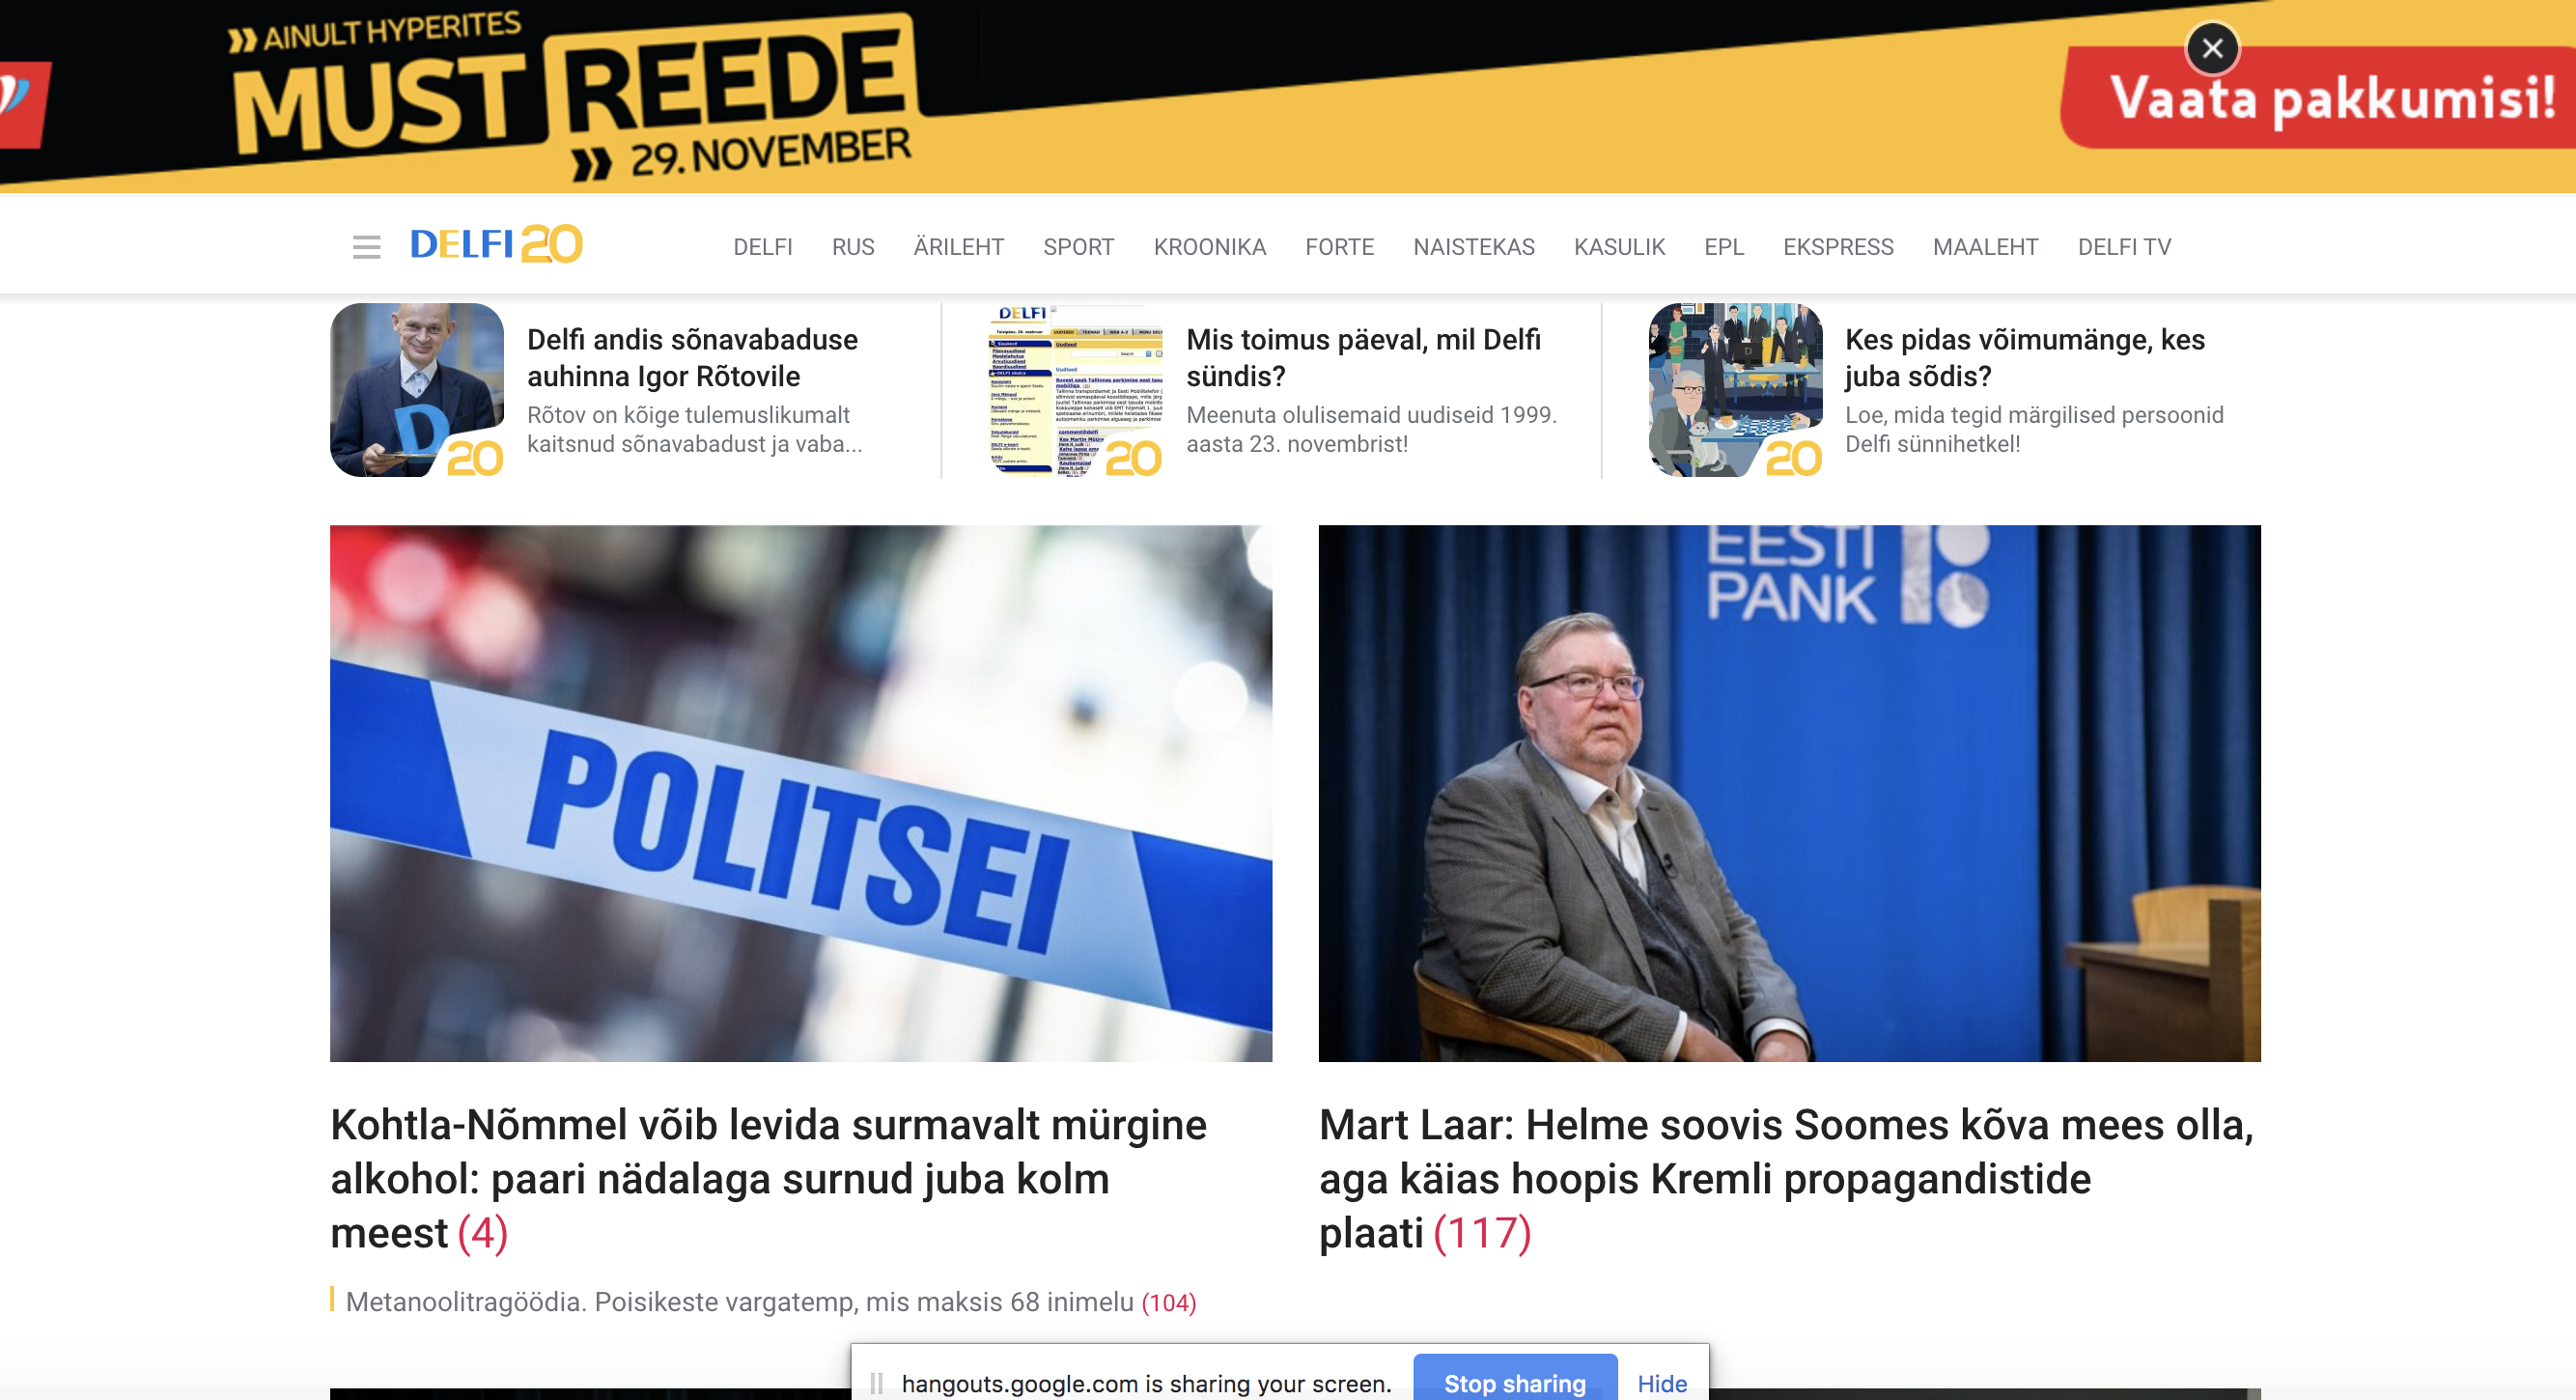 AINULT HYPERITES
MUST REEDE
29. NOVEMBER
Vaata pakkumisi!
DELFI 20
DELFI RUS ÄRILEHT SPORT KROONIKA FORTE NAISTEKAS KASULIK EPL EKSPRESS MAALEHT DELFI TV
D
20
Delfi andis sõnavabaduse
auhinna Igor Rõtovile
Rõtov on kõige tulemuslikumalt
kaitsnud sõnavabadust ja vaba...
DELFI
20
Mis toimus päeval, mil Delfi
sündis?
Meenuta olulisemaid uudiseid 1999.
aasta 23. novembrist!
20
Kes pidas võimumänge, kes
juba sõdis?
Loe, mida tegid märgilised persoonid
Delfi sünnihetkel!
POLITSEI
EESTI
PANK
Kohtla-Nõmmel võib levida surmavalt mürgine
alkohol: paari nädalaga surnud juba kolm
meest (4)
Metanoolitragöödia. Poisikeste vargatemp, mis maksis 68 inimelu (104)
Mart Laar: Helme soovis Soomes kõva mees olla,
aga käias hoopis Kremli propagandistide
plaati (117)
hangouts.google.com is sharing your screen. Stop sharing Hide